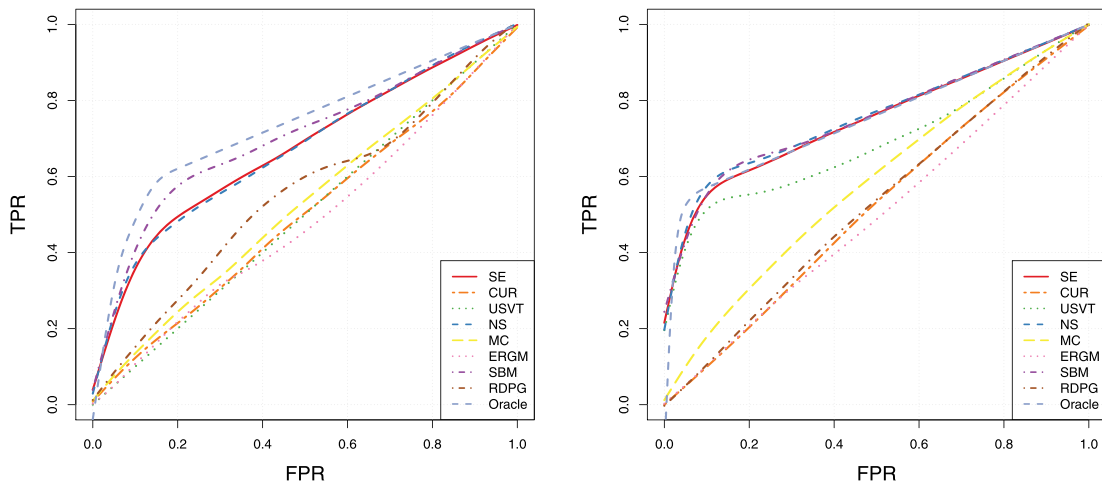 TPR
1.0
0.8
0.6
0.4
0.2
0.0
SE
CUR
USVT
NS
MC
ERGM
SBM
RDPG
Oracle
0.0 0.2 0.4 0.6 0.8 1.0
FPR
TPR
1.0
0.8
0.6
0.4
0.2
0.0
SE
CUR
USVT
NS
MC
ERGM
SBM
RDPG
Oracle
0.0 0.2 0.4 0.6 0.8 1.0
FPR